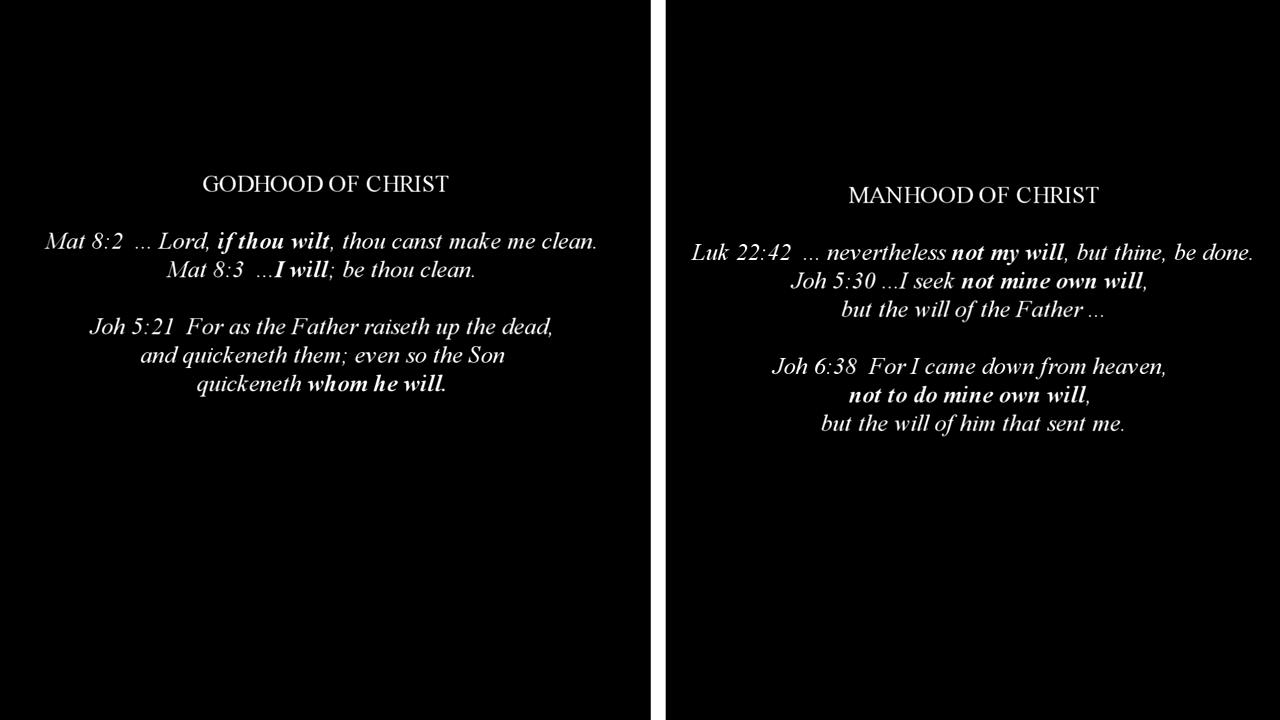 GODHOOD OF CHRIST
Mat 8:2 ... Lord, if thou wilt, thou canst make me clean.
Mat 8:3 ...I will; be thou clean.
Joh 5:21 For as the Father raiseth up the dead,
and quickeneth them; even so the Son
quickeneth whom he will.
MANHOOD OF CHRIST
Luk 22:42 ... nevertheless not my will, but thine, be done.
Joh 5:30 ...I seek not mine own will,
but the will of the Father ...
Joh 6:38 For I came down from heaven,
not to do mine own will,
but the will of him that sent me.